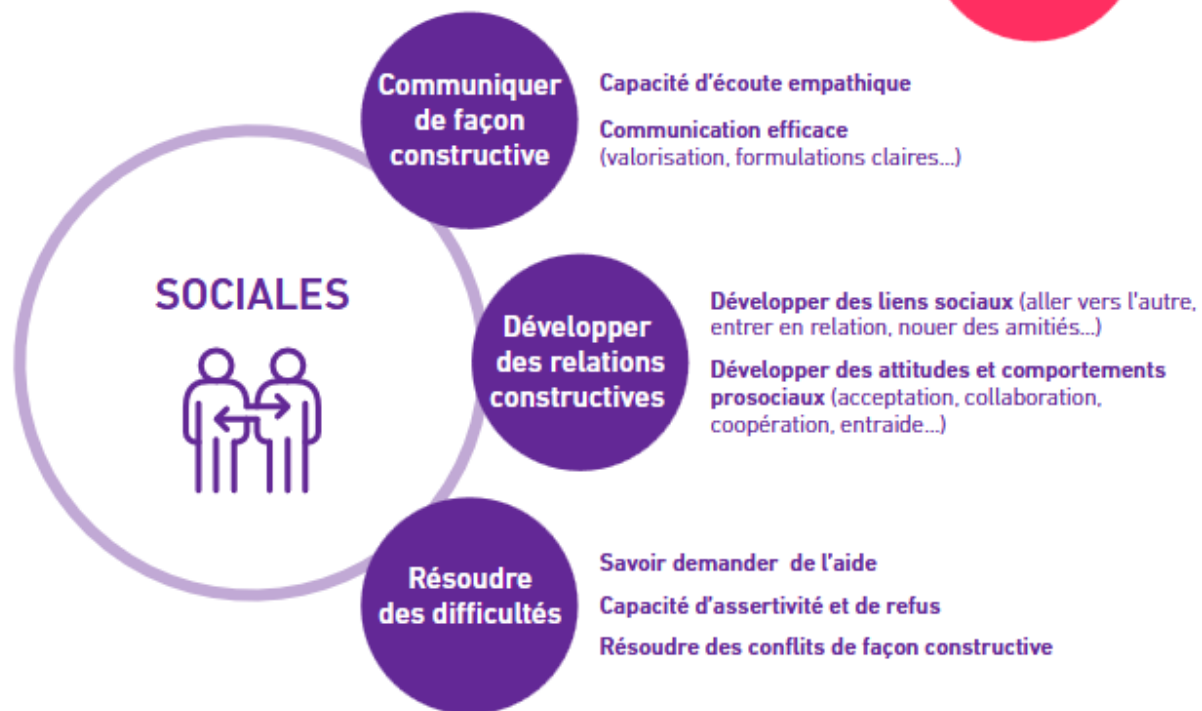 Communiquer
de façon
constructive
Capacité d'écoute empathique
Communication efficace
(valorisation, formulations claires...)
SOCIALES
Développer
des relations
constructives
Développer des liens sociaux (aller vers l'autre,
entrer en relation, nouer des amitiés...)
Développer des attitudes et comportements
prosociaux (acceptation, collaboration,
coopération, entraide...)
Résoudre
des difficultés
Savoir demander de l'aide
Capacité d'assertivité et de refus
Résoudre des conflits de façon constructive